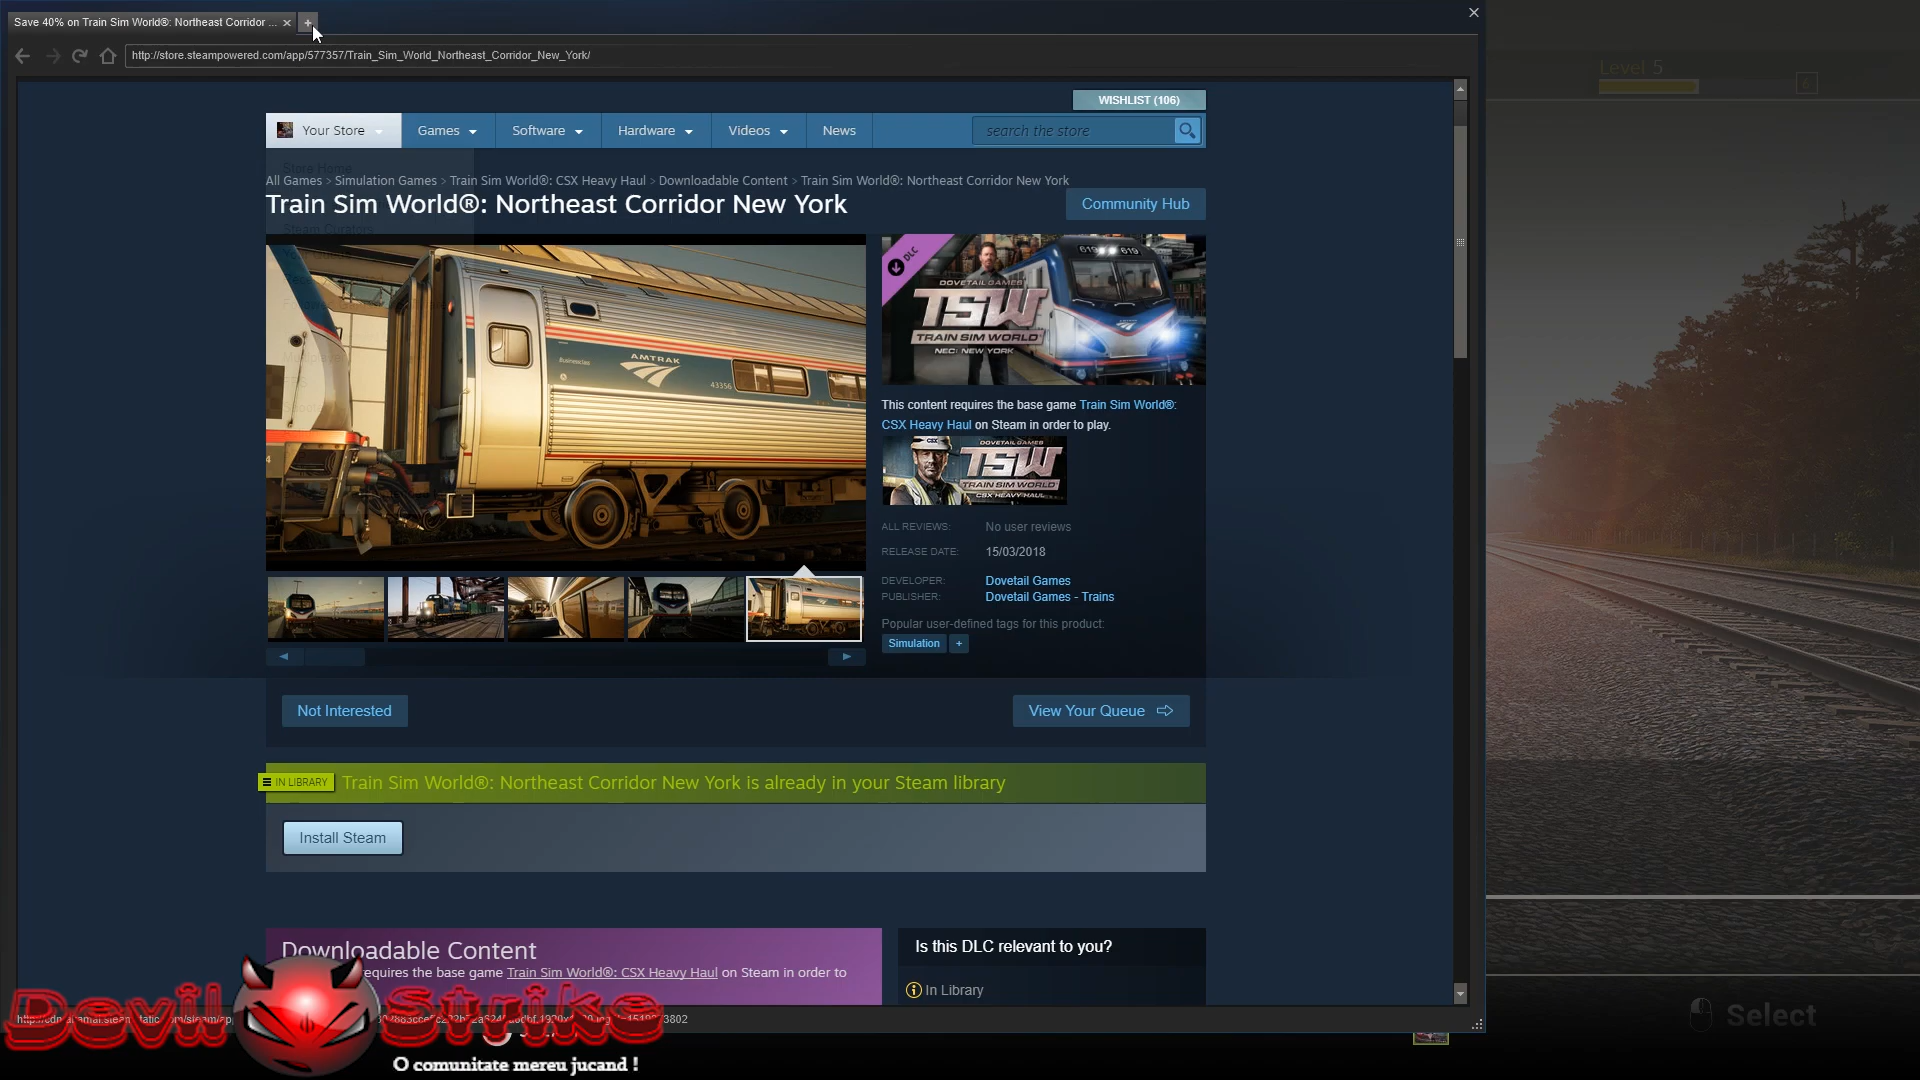 Save 40% on Train Sim World®: Northeast Corridor ...
http://store.steampowered.com/app/577357/Train_Sim_World_Northeast_Corridor_New_York/
Level 5
WISHLIST (106)
Your Store
Games
Software
Hardware
Videos
News
search the store
Store Home
All Games > Simulation Games > Train Sim World®: CSX Heavy Haul > Downloadable Content > Train Sim World®: Northeast Corridor New York
Train Sim World®: Northeast Corridor New York
Community Hub
Steam Curators
AMTRAK
43356
DLC
619
619
DOVETAIL GAMES
TSW
TRAIN SIM WORLD
NEC: NEW YORK
This content requires the base game Train Sim World®:
CSX Heavy Haul on Steam in order to play.
CSX
DOVETAIL GAMES
TSW
TRAIN SIM WORLD
CSX HEAVY HAUL
ALL REVIEWS: No user reviews
RELEASE DATE: 15/03/2018
DEVELOPER: Dovetail Games
PUBLISHER: Dovetail Games - Trains
Popular user-defined tags for this product:
Simulation +
Not Interested
View Your Queue
IN LIBRARY
Train Sim World®: Northeast Corridor New York is already in your Steam library
Install Steam
Downloadable Content
equires the base game Train Sim World®: CSX Heavy Haul on Steam in order to
Is this DLC relevant to you?
In Library
Devil Strike
O comunitate mereu jucand !
Select